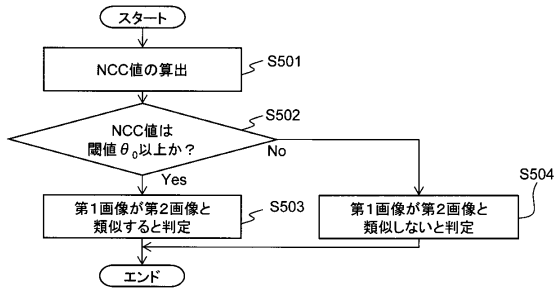 スタート
NCC値の算出
S501
S502
NCC値は
閾値θ₀以上か?
No
Yes
S504
第1画像が第2画像と
類似すると判定
S503
第1画像が第2画像と
類似しないと判定
エンド